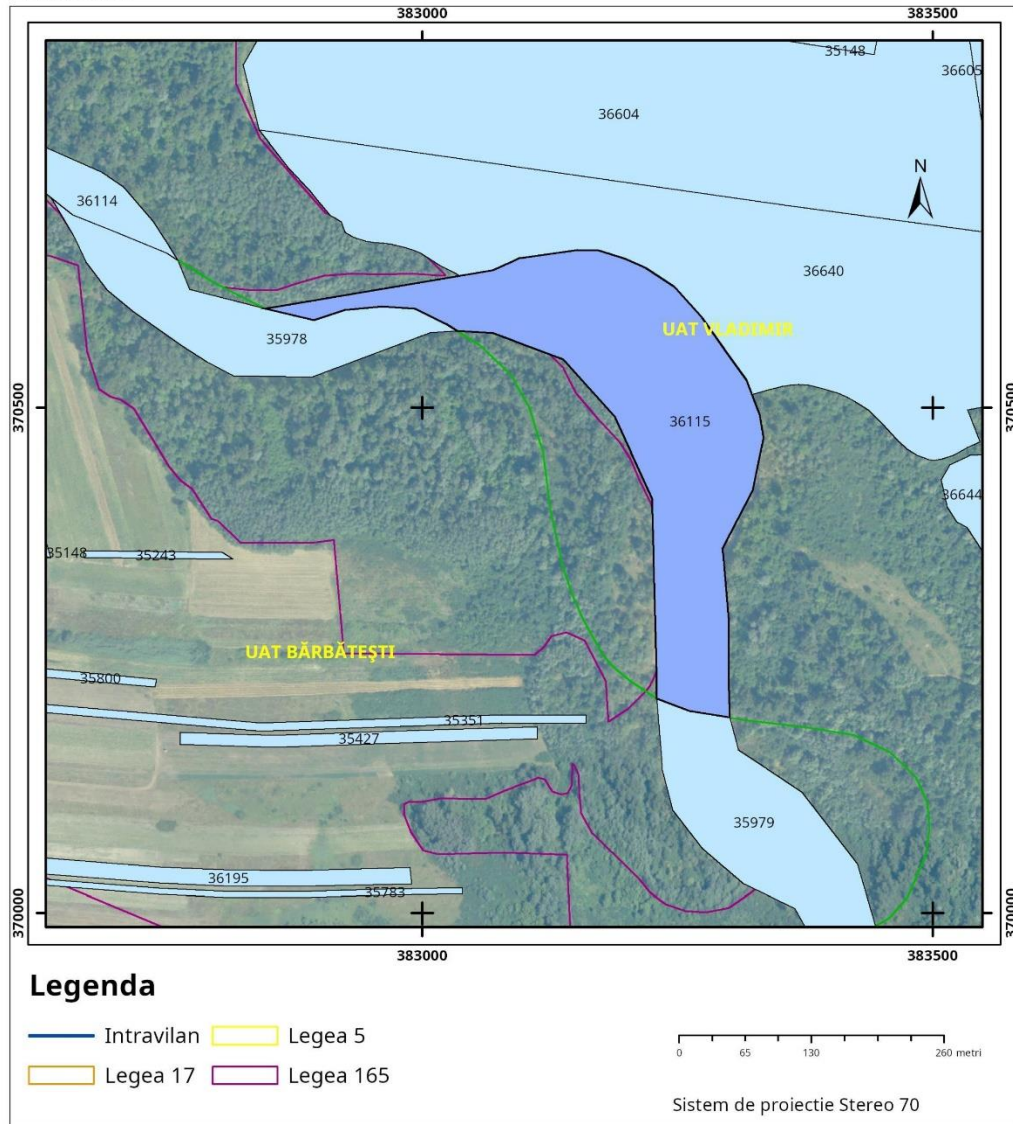 383000
383500
35148
36605
36604
N
36114
36640
UAT VLADIMIR
35978
370500
370500
36115
36644
35148
35243
UAT BĂRBĂTEŞTI
35800
35351
35427
35979
36195
35783
370000
370000
383000
383500
Legenda
Intravilan
Legea 5
Legea 17
Legea 165
0 65 130 260 metri
Sistem de proiectie Stereo 70